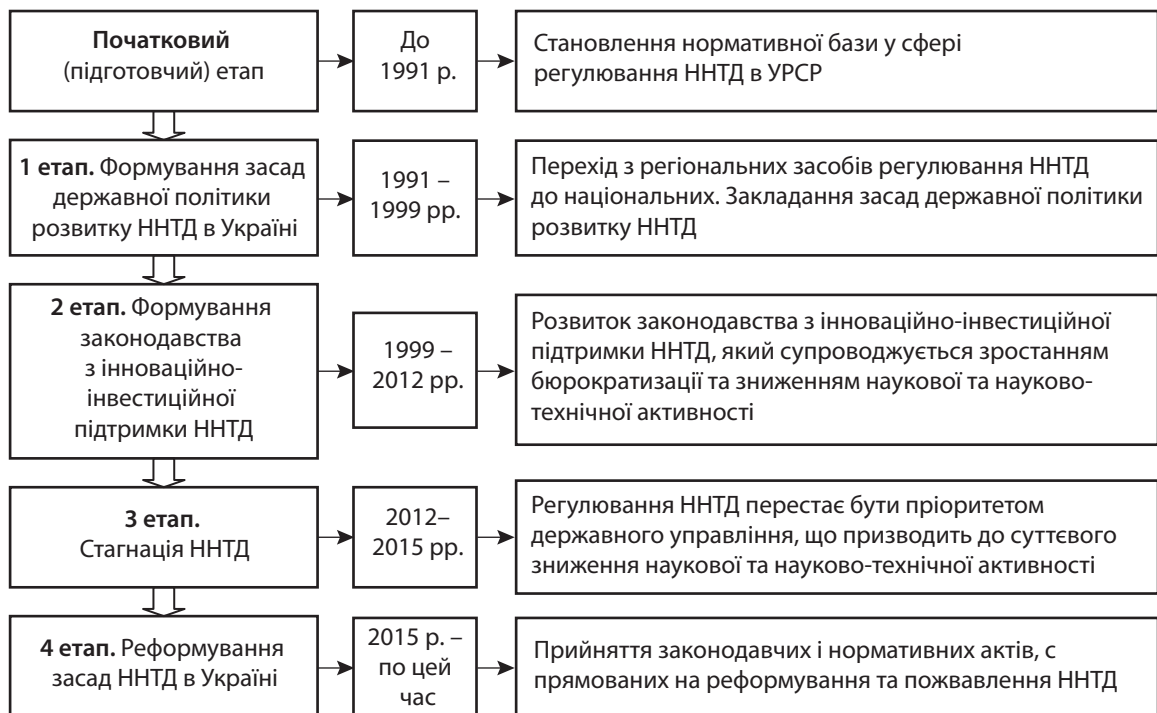 Початковий
(підготовчий) етап
До
1991 р.
Становлення нормативної бази у сфері
регулювання ННТД в УРСР
1 етап. Формування засад
державної політики
розвитку ННТД в Україні
1991 –
1999 рр.
Перехід з регіональних засобів регулювання ННТД
до національних. Закладання засад державної політики
розвитку ННТД
2 етап. Формування
законодавства
з інноваційно-
інвестиційної
підтримки ННТД
1999 –
2012 рр.
Розвиток законодавства з інноваційно-інвестиційної
підтримки ННТД, який супроводжується зростанням
бюрократизації та зниженням наукової та науково-
технічної активності
3 етап.
Стагнація ННТД
2012–
2015 рр.
Регулювання ННТД перестає бути пріоритетом
державного управління, що призводить до суттєвого
зниження наукової та науково-технічної активності
4 етап. Реформування
засад ННТД в Україні
2015 р. –
по цей
час
Прийняття законодавчих і нормативних актів, с
прямованих на реформування та пожвавлення ННТД